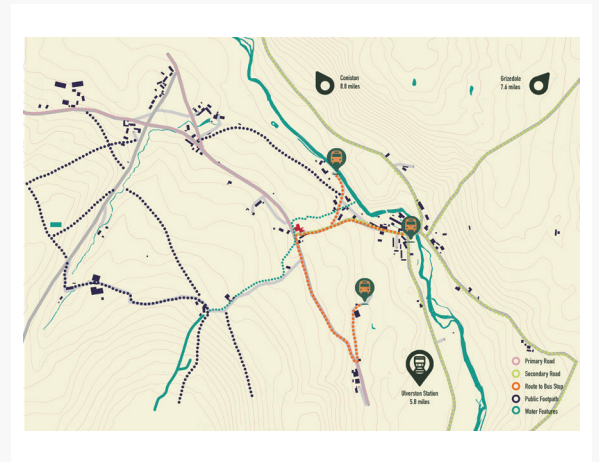 Coniston
8.8 miles
Grizedale
7.6 miles
Ulverston Station
5.8 miles
Primary Road
Secondary Road
Route to Bus Stop
Public Footpath
Water Features